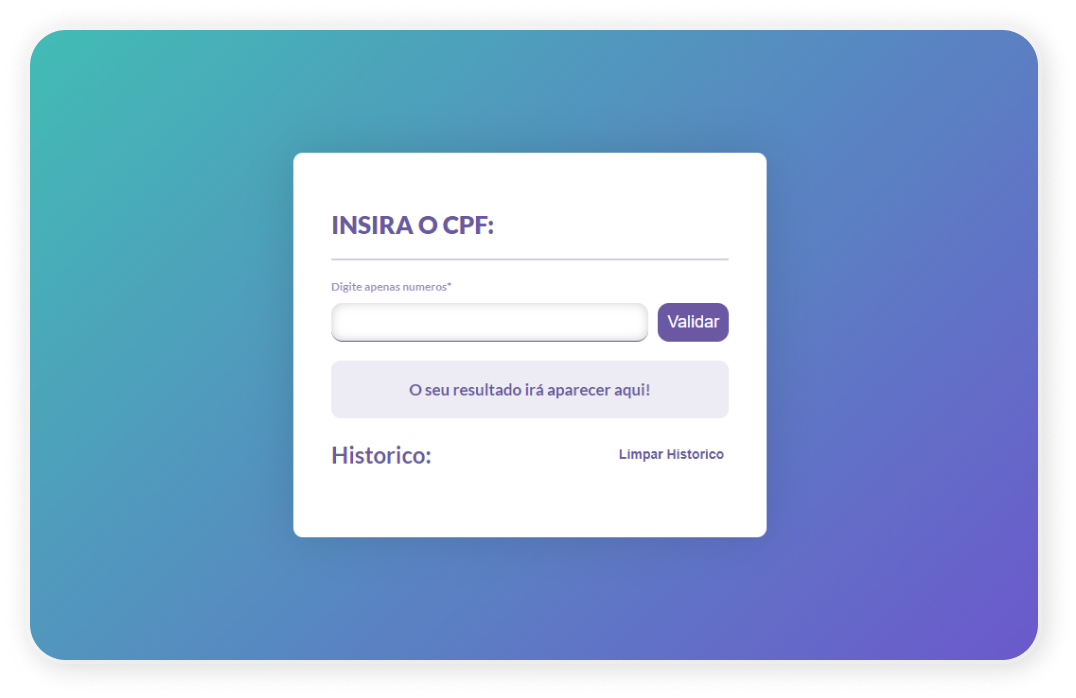 INSIRA O CPF:
Digite apenas numeros*
Validar
O seu resultado irá aparecer aqui!
Historico:
Limpar Historico